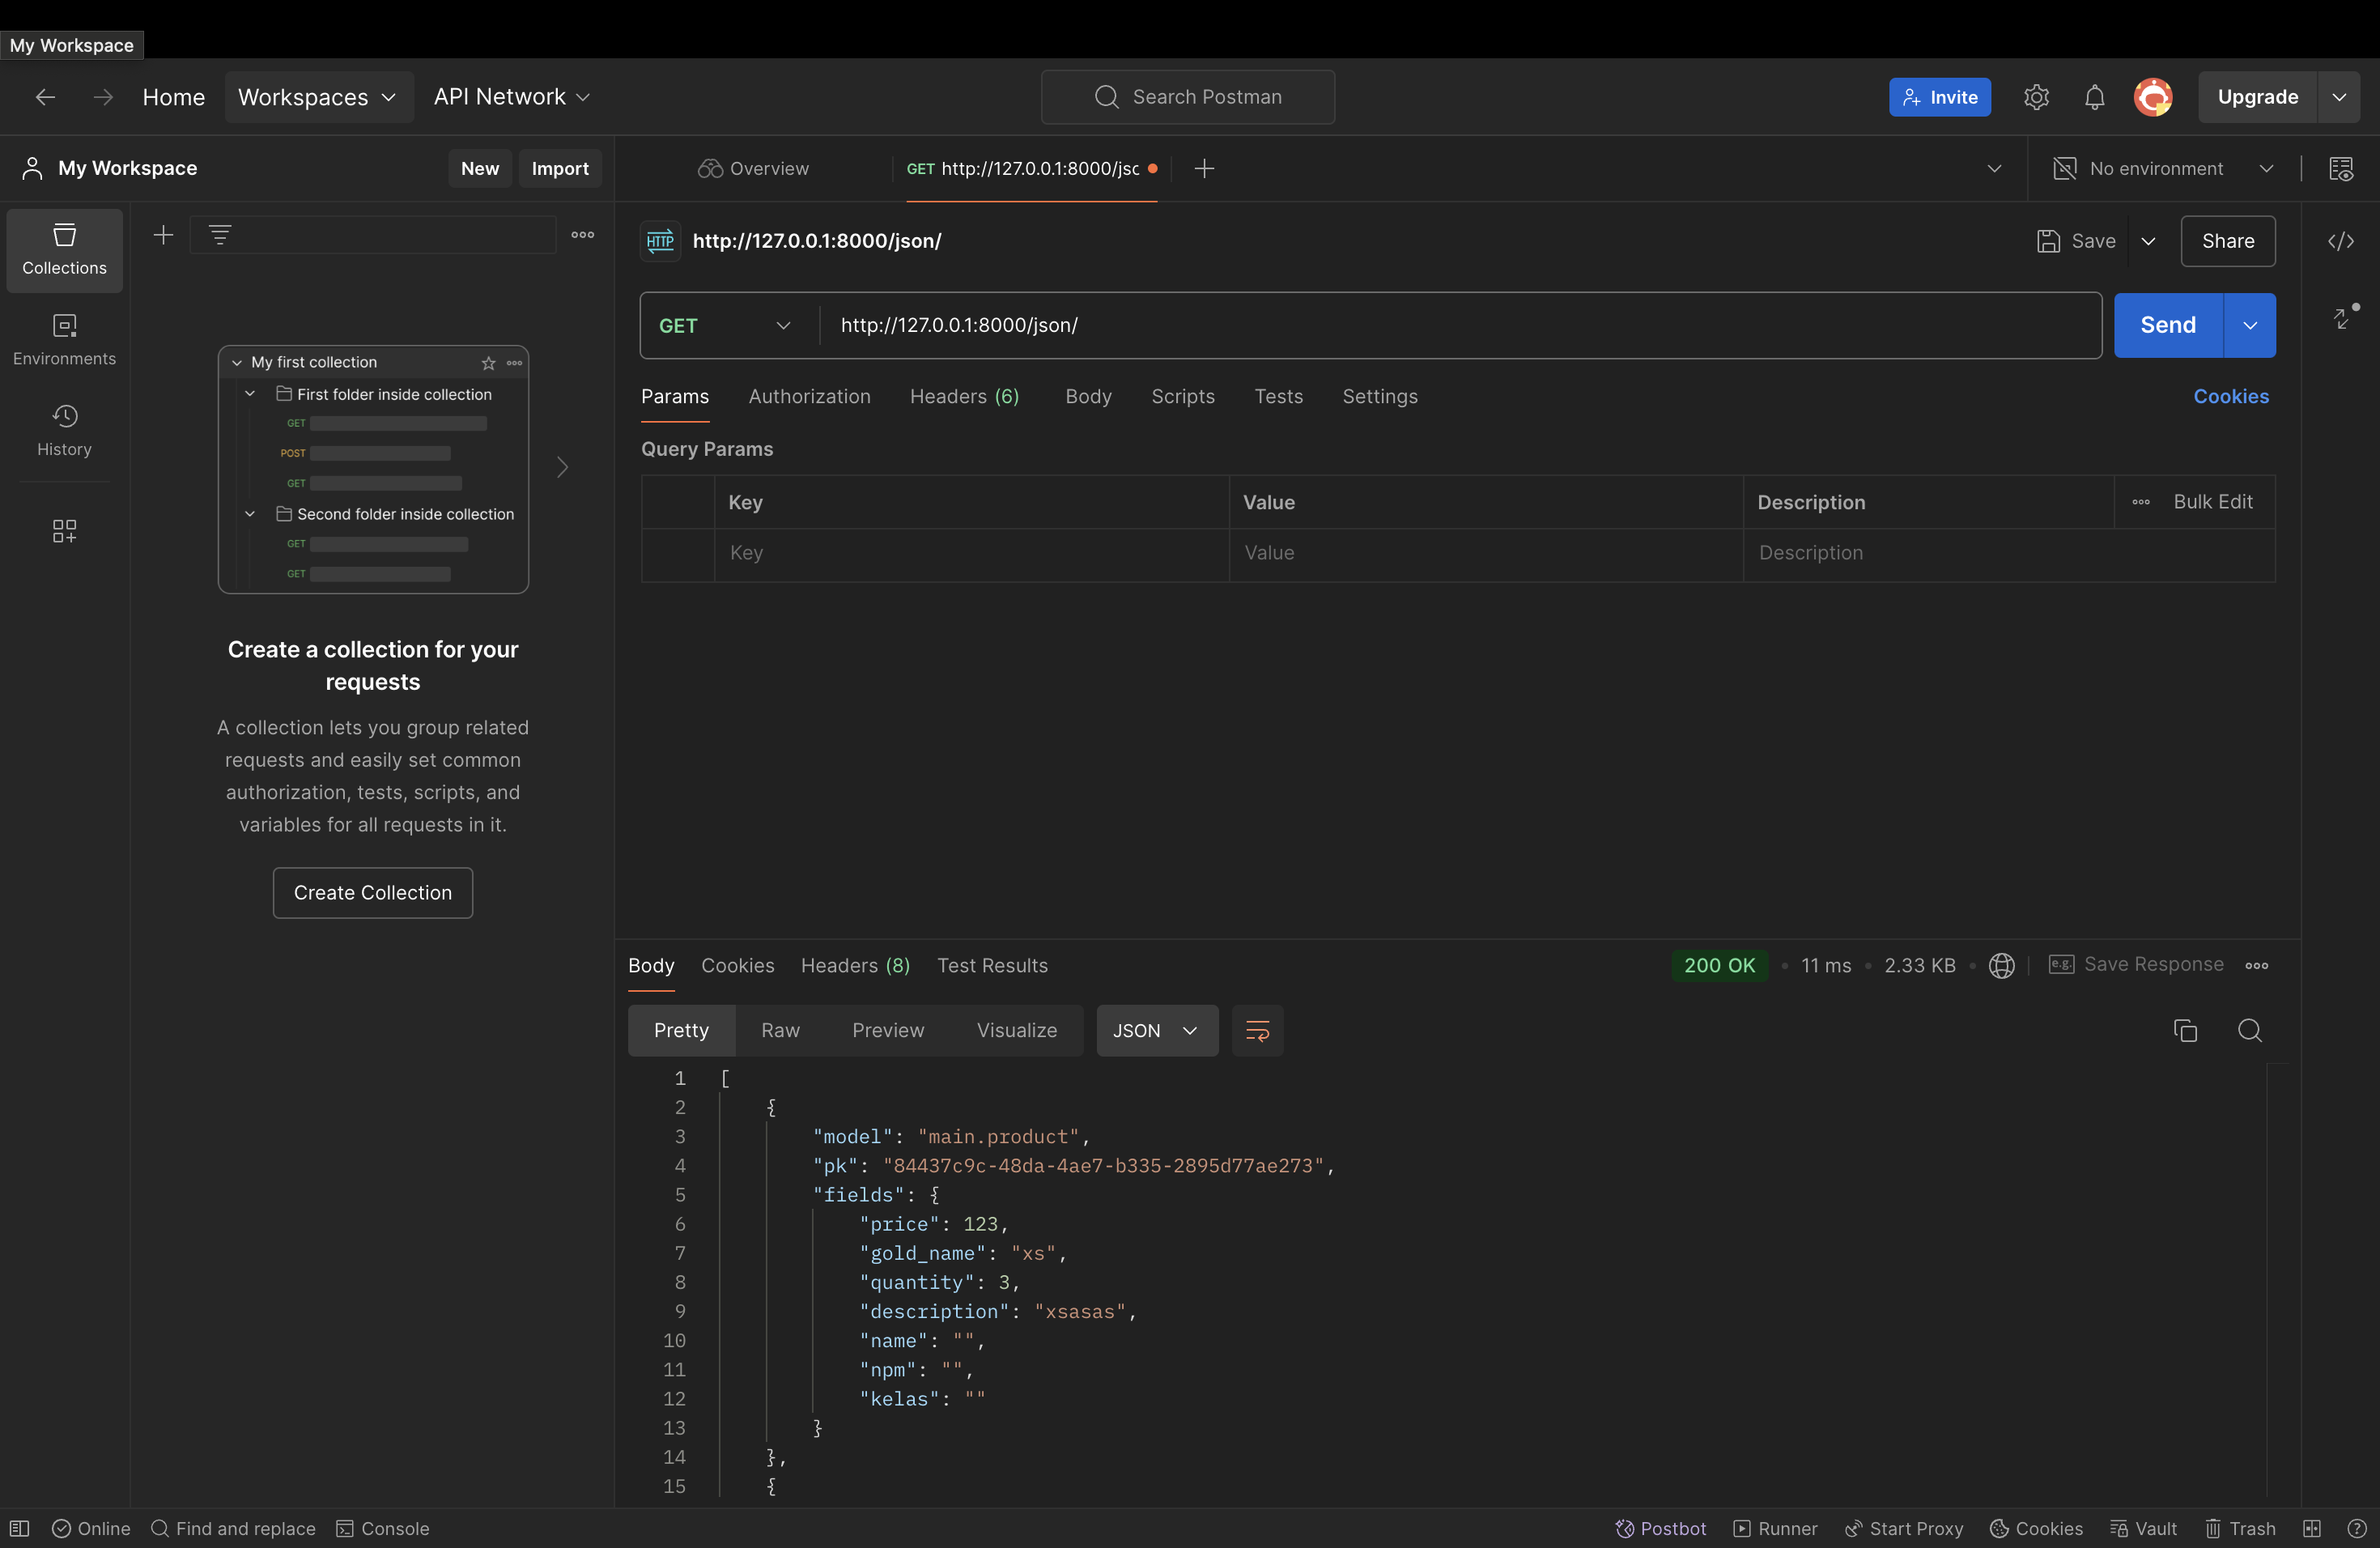 My Workspace
Home Workspaces API Network Search Postman Invite Upgrade
My Workspace New Import Overview GET http://127.0.0.1:8000/jsc No environment
Collections
Environments
History
My first collection
First folder inside collection
GET
POST
GET
Second folder inside collection
GET
GET
Create a collection for your
requests
A collection lets you group related
requests and easily set common
authorization, tests, scripts, and
variables for all requests in it.
Create Collection
HTTP http://127.0.0.1:8000/json/ Save Share
GET http://127.0.0.1:8000/json/ Send
Params Authorization Headers (6) Body Scripts Tests Settings Cookies
Query Params
Key Value Description Bulk Edit
Key Value Description
Body Cookies Headers (8) Test Results 200 OK 11 ms 2.33 KB e.g. Save Response
Pretty Raw Preview Visualize JSON
1 [
2 {
3 "model": "main.product",
4 "pk": "84437c9c-48da-4ae7-b335-2895d77ae273",
5 "fields": {
6 "price": 123,
7 "gold_name": "xs",
8 "quantity": 3,
9 "description": "xsasas",
10 "name": "",
11 "npm": "",
12 "kelas": ""
13 }
14 },
15 {
Online Find and replace Console Postbot Runner Start Proxy Cookies Vault Trash